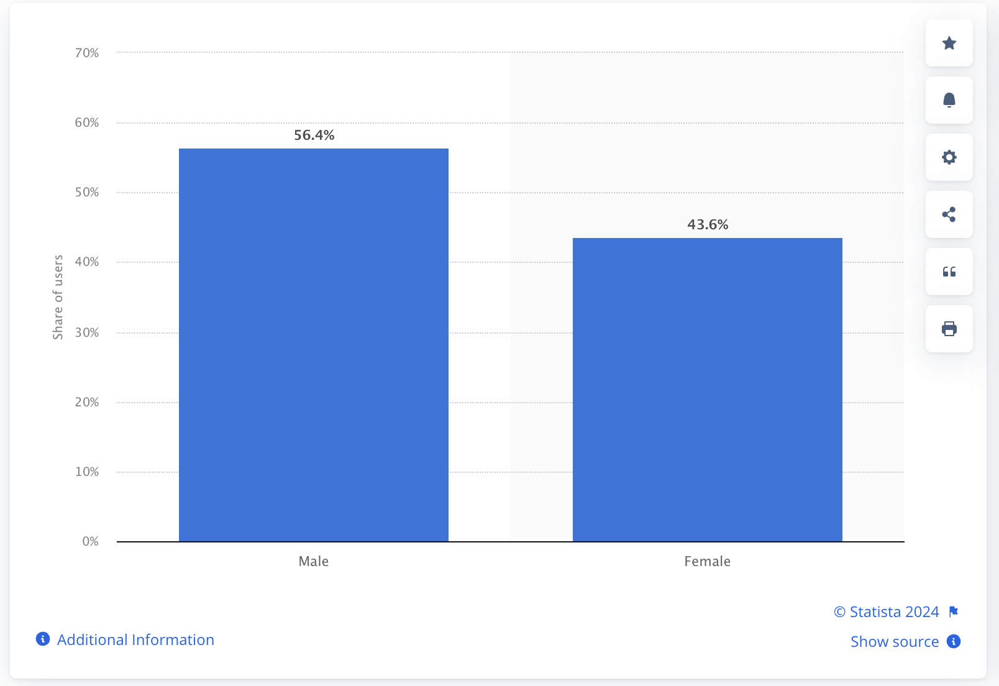 70%
60%
56.4%
50%
43.6%
40%
Share of users
30%
20%
10%
0%
Male Female
© Statista 2024
Additional Information
Show source